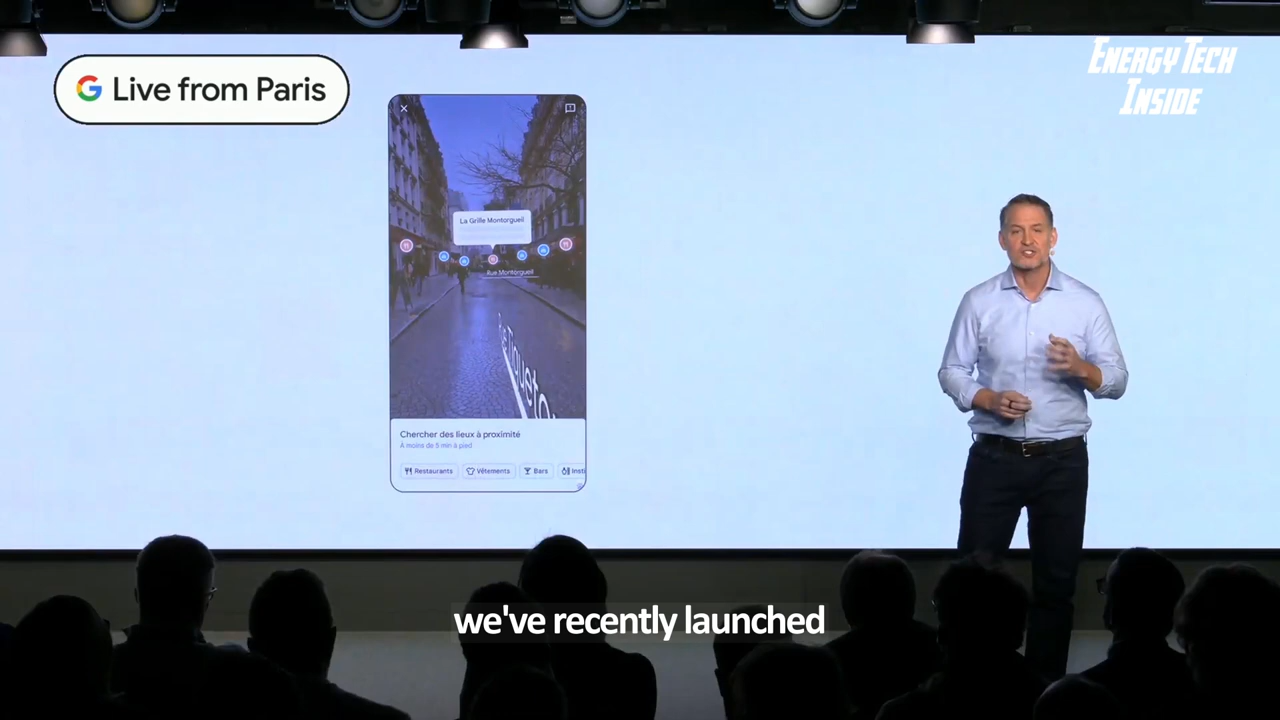 Live from Paris
ENERGY TECH
INSIDE
La Grille Montorgueil
Rue Montorgueil
Chercher des lieux à proximité
À moins de 5 min à pied
Restaurants
Vêtements
Bars
Insti
we've recently launched